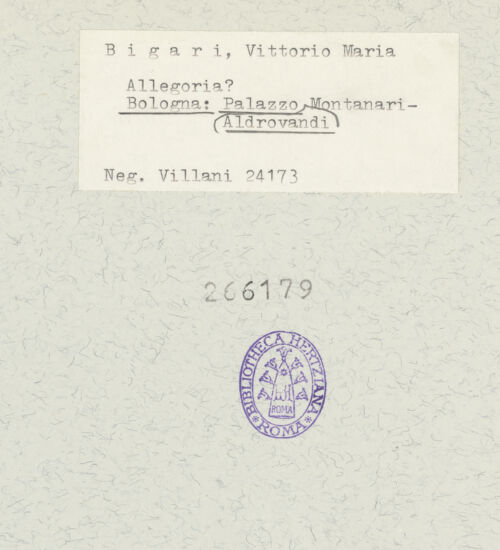 B i g a r i, Vittorio Maria
Allegoria?
Bologna: Palazzo Montanari-
Aldrovandi
Neg. Villani 24173
266179
BIBLIOTHECA HERTZIANA
ROMA
* ROMA *